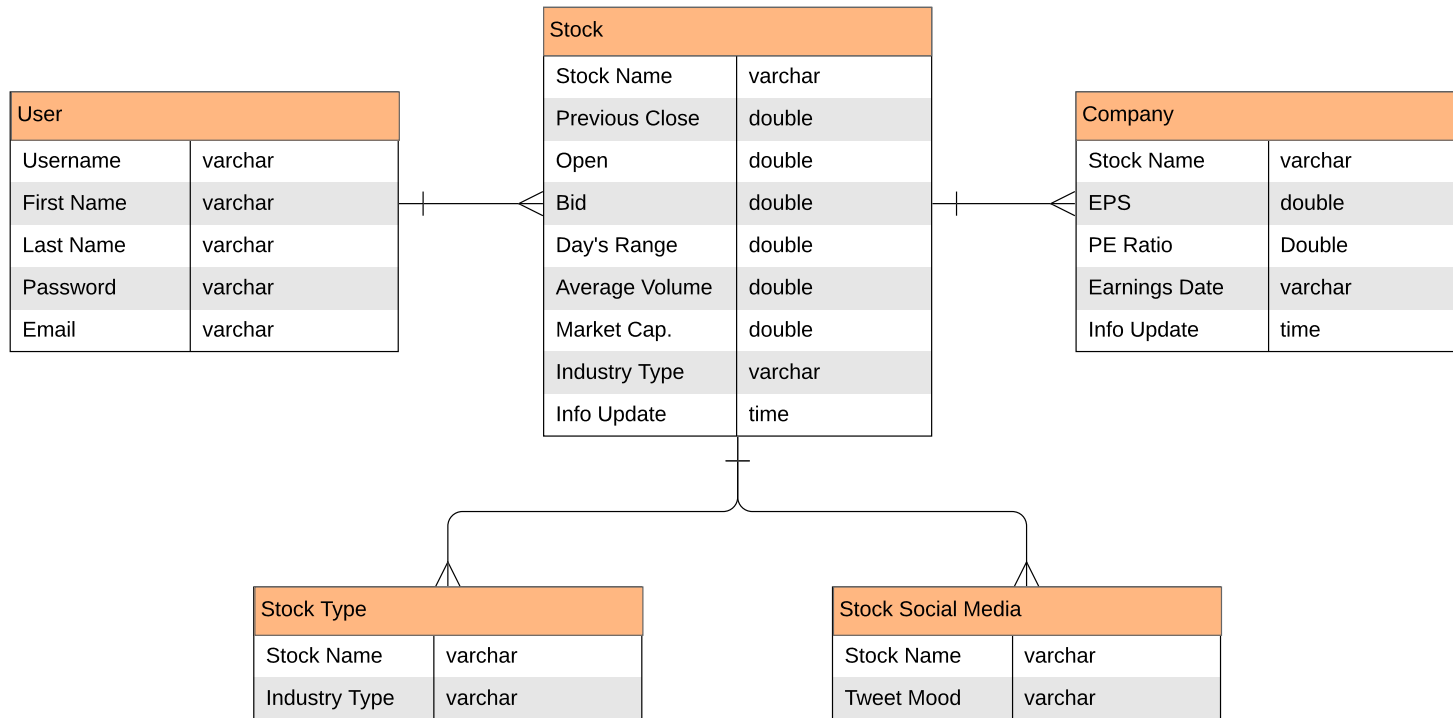 Stock
Stock Name varchar
Previous Close double
Open double
Bid double
Day's Range double
Average Volume double
Market Cap. double
Industry Type varchar
Info Update time
User
Username varchar
First Name varchar
Last Name varchar
Password varchar
Email varchar
Company
Stock Name varchar
EPS double
PE Ratio Double
Earnings Date varchar
Info Update time
Stock Type
Stock Name varchar
Industry Type varchar
Stock Social Media
Stock Name varchar
Tweet Mood varchar